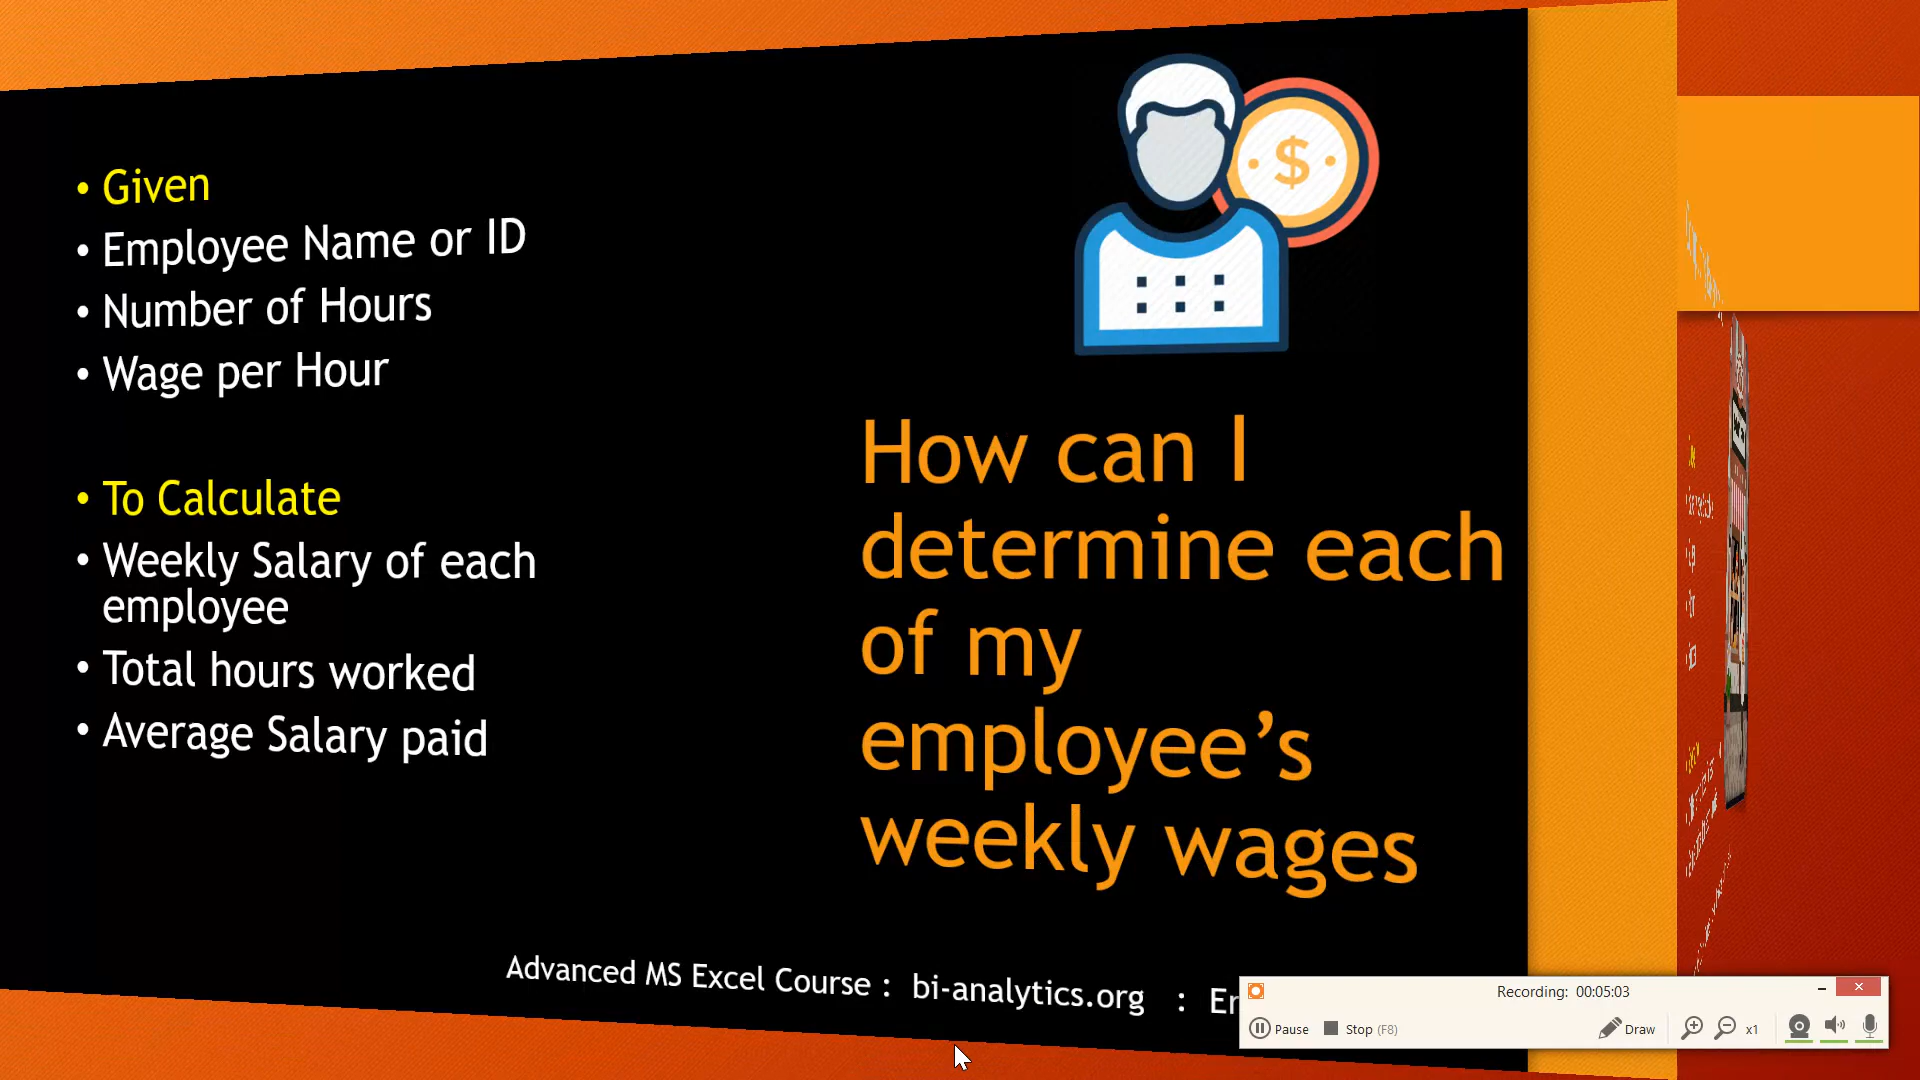 • Given
• Employee Name or ID
• Number of Hours
• Wage per Hour
• To Calculate
• Weekly Salary of each
employee
• Total hours worked
• Average Salary paid
$
How can I
determine each
of my
employee’s
weekly wages
Advanced MS Excel Course : bi-analytics.org :
Recording: 00:05:03
Pause Stop (F8) Draw x1